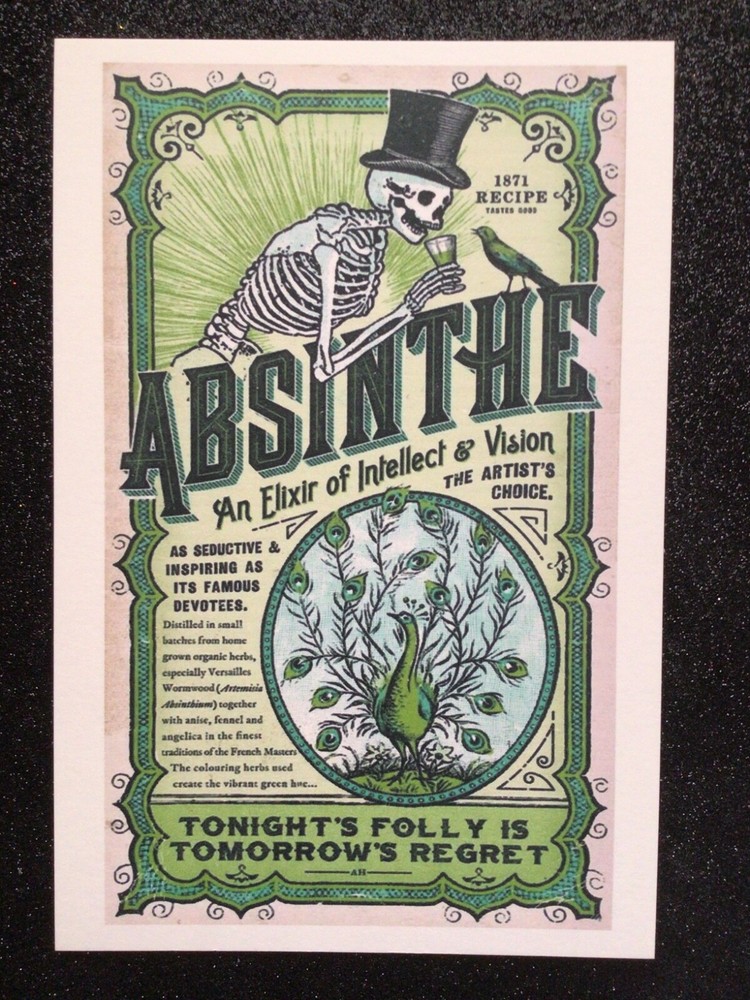 1871
RECIPE
TASTES GOOD
ABSINTHE
An Elixir of Intellect & Vision
THE ARTIST'S
CHOICE.
AS SEDUCTIVE &
INSPIRING AS
ITS FAMOUS
DEVOTEES.
Distilled in small
batches from home
grown organic herbs,
especially Versailles
Wormwood (Artemisia
Absinthium) together
with anise, fennel and
angelica in the finest
traditions of the French Masters
The colouring herbs used
create the vibrant green hue...
TONIGHT'S FOLLY IS
TOMORROW'S REGRET
AH